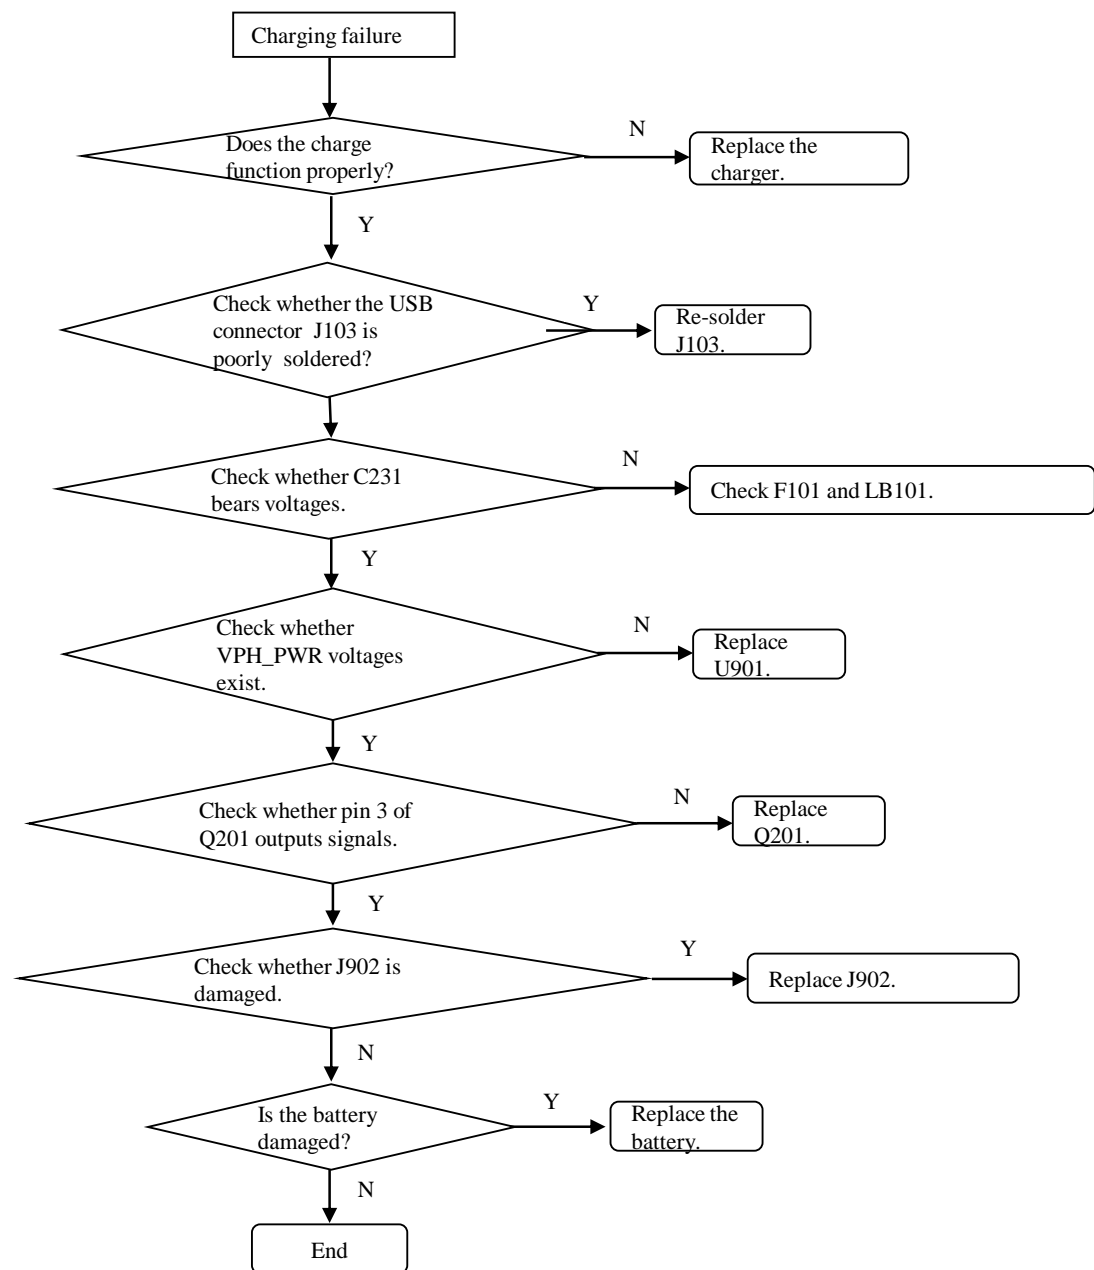 Charging failure
Does the charge
function properly?
N
Replace the
charger.
Y
Check whether the USB
connector J103 is
poorly soldered?
Y
Re-solder
J103.
Check whether C231
bears voltages.
N
Check F101 and LB101.
Y
Check whether
VPH_PWR voltages
exist.
N
Replace
U901.
Y
Check whether pin 3 of
Q201 outputs signals.
N
Replace
Q201.
Y
Check whether J902 is
damaged.
Y
Replace J902.
N
Is the battery
damaged?
Y
Replace the
battery.
N
End